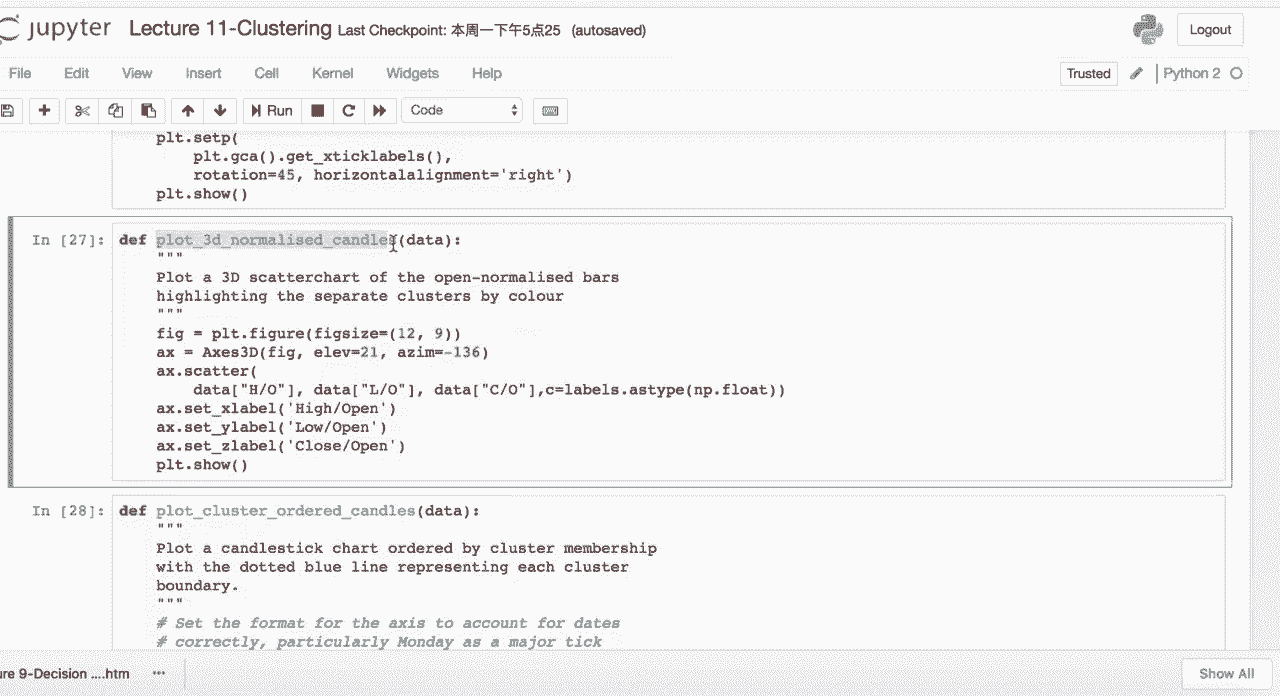 jupyter Lecture 11-Clustering Last Checkpoint: 本周一下午5点25 (autosaved) Logout
File Edit View Insert Cell Kernel Widgets Help Trusted Python 2
Run Code
plt.setp(
plt.gca().get_xticklabels(),
rotation=45, horizontalalignment='right')
plt.show()
In [27]: def plot_3d_normalised_candles(data):
"""
Plot a 3D scatterchart of the open-normalised bars
highlighting the separate clusters by colour
"""
fig = plt.figure(figsize=(12, 9))
ax = Axes3D(fig, elev=21, azim=-136)
ax.scatter(
data["H/O"], data["L/O"], data["C/O"],c=labels.astype(np.float))
ax.set_xlabel('High/Open')
ax.set_ylabel('Low/Open')
ax.set_zlabel('Close/Open')
plt.show()
In [28]: def plot_cluster_ordered_candles(data):
"""
Plot a candlestick chart ordered by cluster membership
with the dotted blue line representing each cluster
boundary.
"""
# Set the format for the axis to account for dates
# correctly, particularly Monday as a major tick
ure 9-Decision ....htm Show All